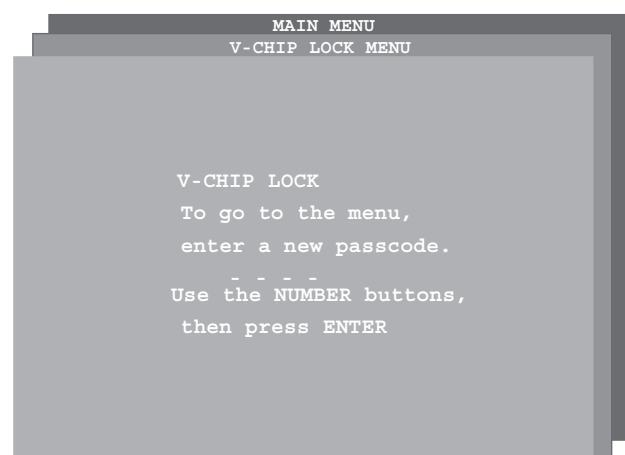 MAIN MENU
V-CHIP LOCK MENU
V-CHIP LOCK
To go to the menu,
enter a new passcode.
- - - -
Use the NUMBER buttons,
then press ENTER